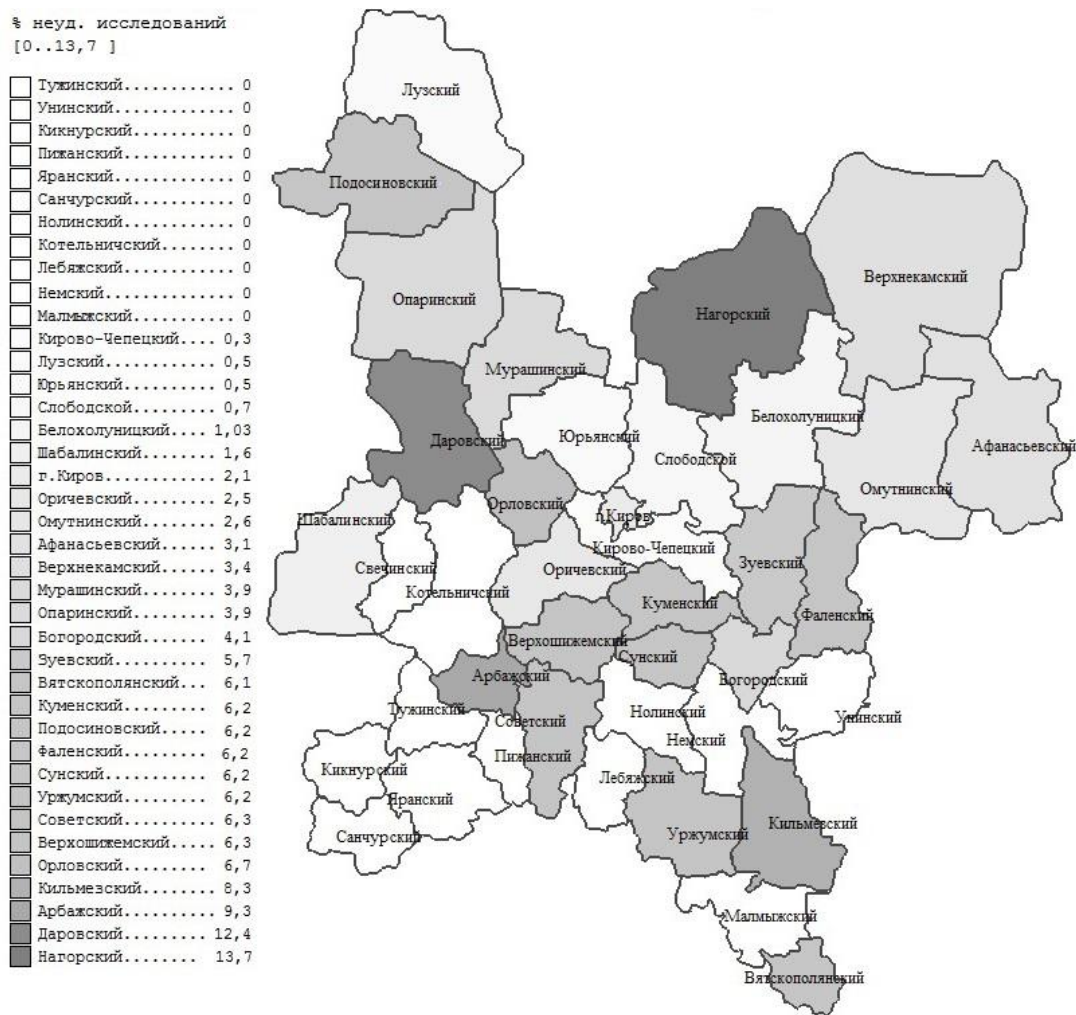 % неуд. исследований
[0..13,7 ]
Тужинский............ 0
Унинский............. 0
Кикнурский........... 0
Пижанский............ 0
Яранский............. 0
Санчурский........... 0
Нолинский............ 0
Котельничский........ 0
Лебяжский............ 0
Немский.............. 0
Малмыжский........... 0
Кирово-Чепецкий.... 0,3
Лузский............ 0,5
Юрьянский.......... 0,5
Слободской......... 0,7
Белохолуницкий.... 1,03
Шабалинский........ 1,6
г.Киров............ 2,1
Оричевский......... 2,5
Омутнинский........ 2,6
Афанасьевский...... 3,1
Верхнекамский...... 3,4
Мурашинский........ 3,9
Опаринский......... 3,9
Богородский........ 4,1
Зуевский........... 5,7
Вятскополянский... 6,1
Куменский.......... 6,2
Подосиновский...... 6,2
Фаленский.......... 6,2
Сунский............ 6,2
Уржумский.......... 6,2
Советский.......... 6,3
Верхошижемский..... 6,3
Орловский......... 6,7
Кильмезский....... 8,3
Арбажский.......... 9,3
Даровский......... 12,4
Нагорский........ 13,7
Лузский
Подосиновский
Опаринский
Верхнекамский
Нагорский
Мурашинский
Белохолуницкий
Даровский
Юрьянский
Слободской
Афанасьевский
Омутнинский
Орловский
Шабалинский
г.Киров
Кирово-Чепецкий
Свечинский
Оричевский
Зуевский
Котельничский
Куменский
Фаленский
Верхошижемский
Сунский
Арбажский
Богородский
Тужинский
Советский
Нолинский
Унинский
Немский
Пижанский
Кикнурский
Лебяжский
Яранский
Санчурский
Уржумский
Кильмезский
Малмыжский
Вятскополянский